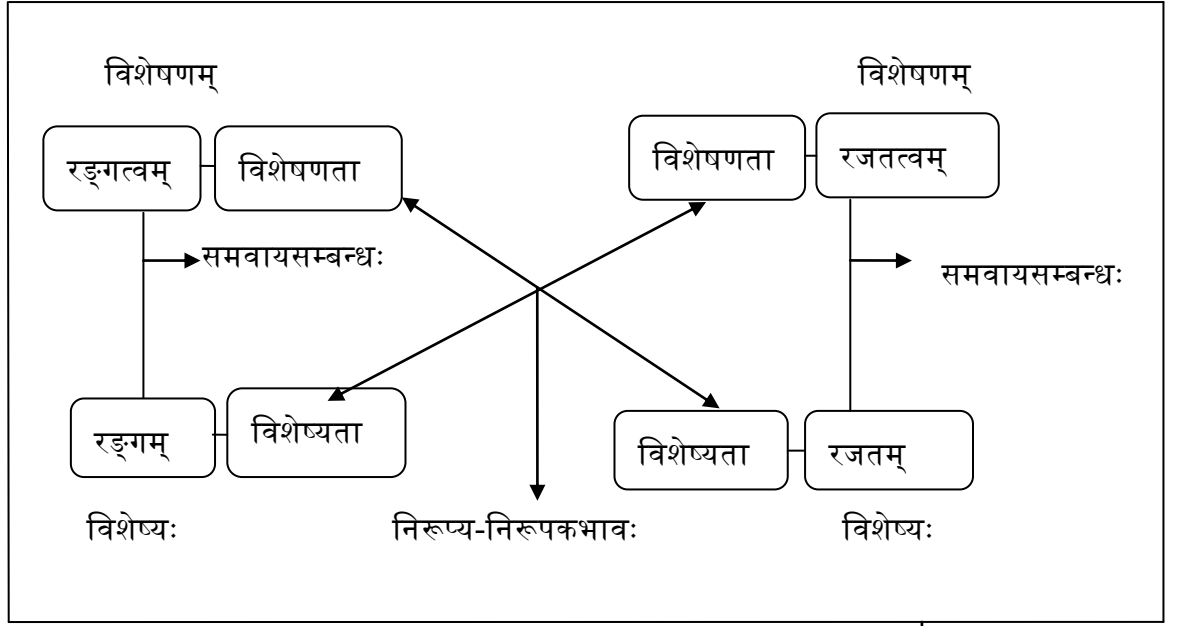 विशेषणम् विशेषणम्
रङ्गत्वम् विशेषणता विशेषणता रजतत्वम्
समवायसम्बन्धः समवायसम्बन्धः
रङ्गम् विशेष्यता विशेष्यता रजतम्
विशेष्यः निरूप्य-निरूपकभावः विशेष्यः